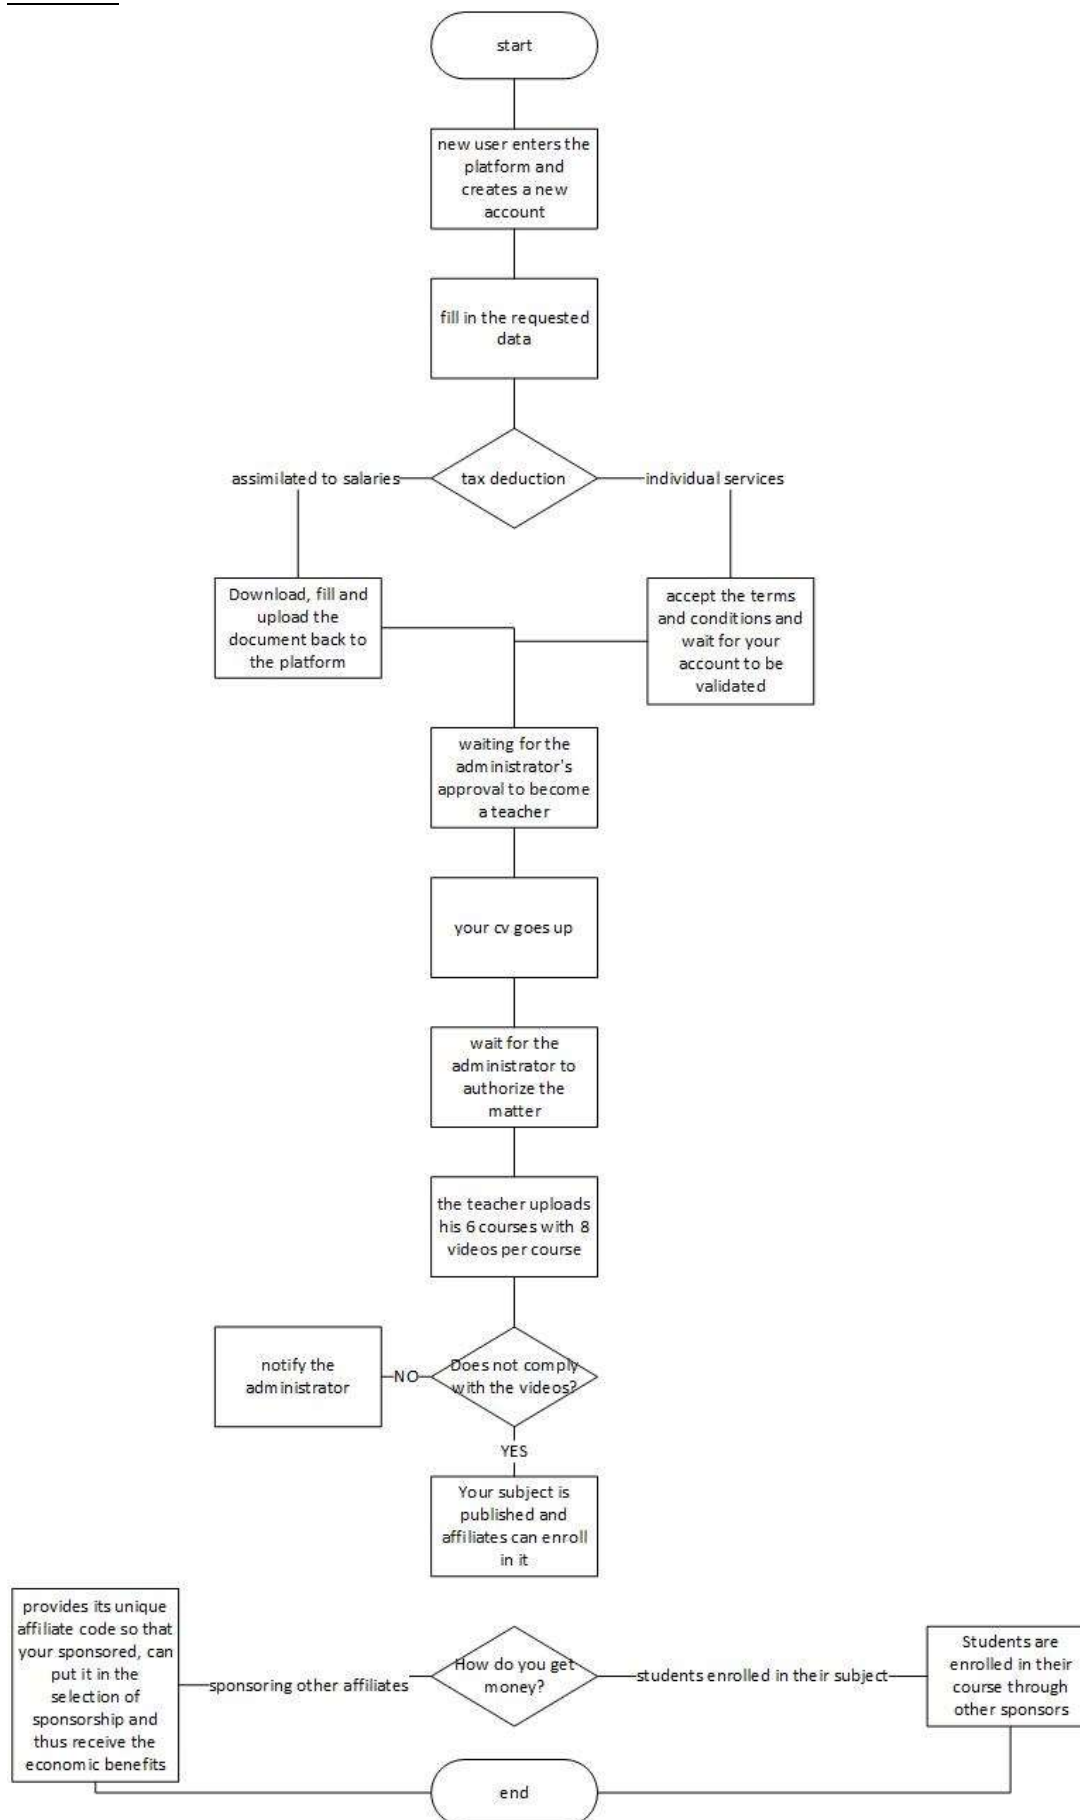 start
new user enters the
platform and
creates a new
account
fill in the requested
data
assimilated to salaries
tax deduction
individual services
Download, fill and
upload the
document back to
the platform
accept the terms
and conditions and
wait for your
account to be
validated
waiting for the
administrator's
approval to become
a teacher
your cv goes up
wait for the
administrator to
authorize the
matter
the teacher uploads
his 6 courses with 8
videos per course
notify the
administrator
NO
Does not comply
with the videos?
YES
Your subject is
published and
affiliates can enroll
in it
provides its unique
affiliate code so that
your sponsored, can
put it in the
selection of
sponsorship and
thus receive the
economic benefits
sponsoring other affiliates
How do you get
money?
students enrolled in their subject
Students are
enrolled in their
course through
other sponsors
end